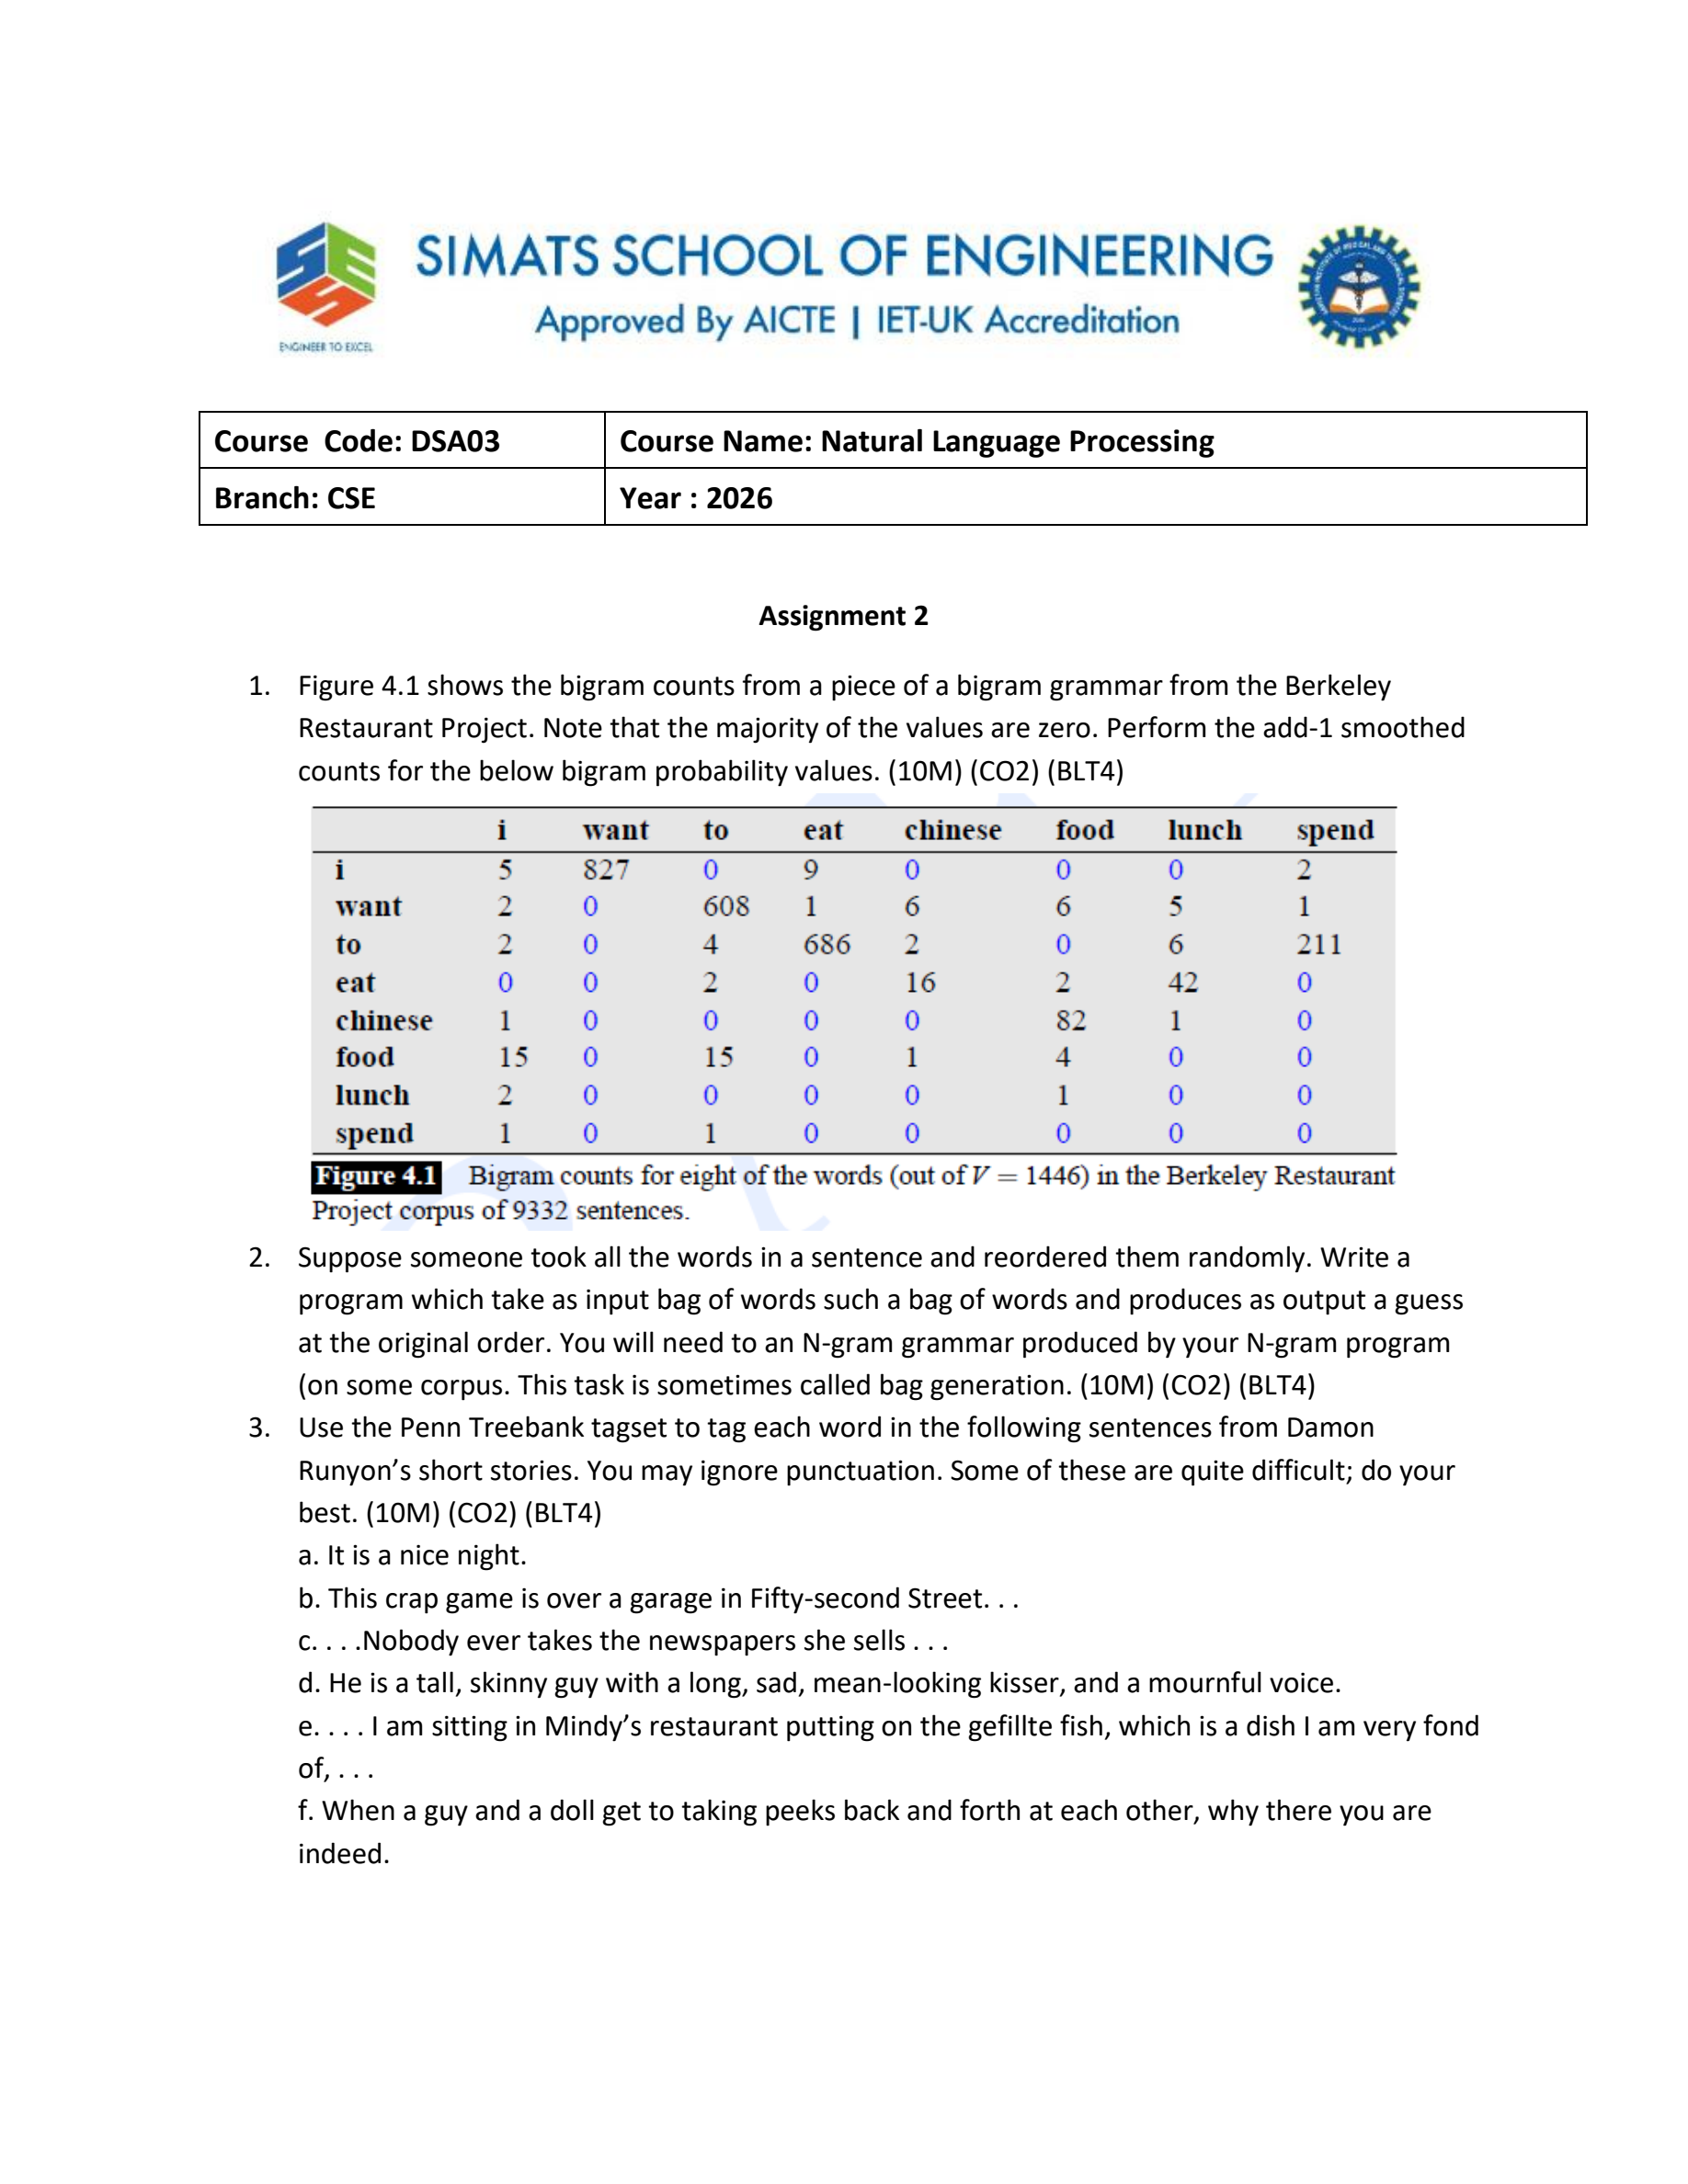 SIMATS SCHOOL OF ENGINEERING
Approved By AICTE | IET-UK Accreditation
ENGINEER TO EXCEL
Course  Code: DSA03 Course Name: Natural Language Processing
Branch: CSE Year : 2026
Assignment 2
1. Figure 4.1 shows the bigram counts from a piece of a bigram grammar from the Berkeley
Restaurant Project. Note that the majority of the values are zero. Perform the add-1 smoothed
counts for the below bigram probability values. (10M) (CO2) (BLT4)
i want to eat chinese food lunch spend
i 5 827 0 9 0 0 0 2
want 2 0 608 1 6 6 5 1
to 2 0 4 686 2 0 6 211
eat 0 0 2 0 16 2 42 0
chinese 1 0 0 0 0 82 1 0
food 15 0 15 0 1 4 0 0
lunch 2 0 0 0 0 1 0 0
spend 1 0 1 0 0 0 0 0
Figure 4.1 Bigram counts for eight of the words (out of V = 1446) in the Berkeley Restaurant
Project corpus of 9332 sentences.
2. Suppose someone took all the words in a sentence and reordered them randomly. Write a
program which take as input bag of words such a bag of words and produces as output a guess
at the original order. You will need to an N-gram grammar produced by your N-gram program
(on some corpus. This task is sometimes called bag generation. (10M) (CO2) (BLT4)
3. Use the Penn Treebank tagset to tag each word in the following sentences from Damon
Runyon’s short stories. You may ignore punctuation. Some of these are quite difficult; do your
best. (10M) (CO2) (BLT4)
a. It is a nice night.
b. This crap game is over a garage in Fifty-second Street. . .
c. . . .Nobody ever takes the newspapers she sells . . .
d. He is a tall, skinny guy with a long, sad, mean-looking kisser, and a mournful voice.
e. . . . I am sitting in Mindy’s restaurant putting on the gefillte fish, which is a dish I am very fond
of, . . .
f. When a guy and a doll get to taking peeks back and forth at each other, why there you are
indeed.